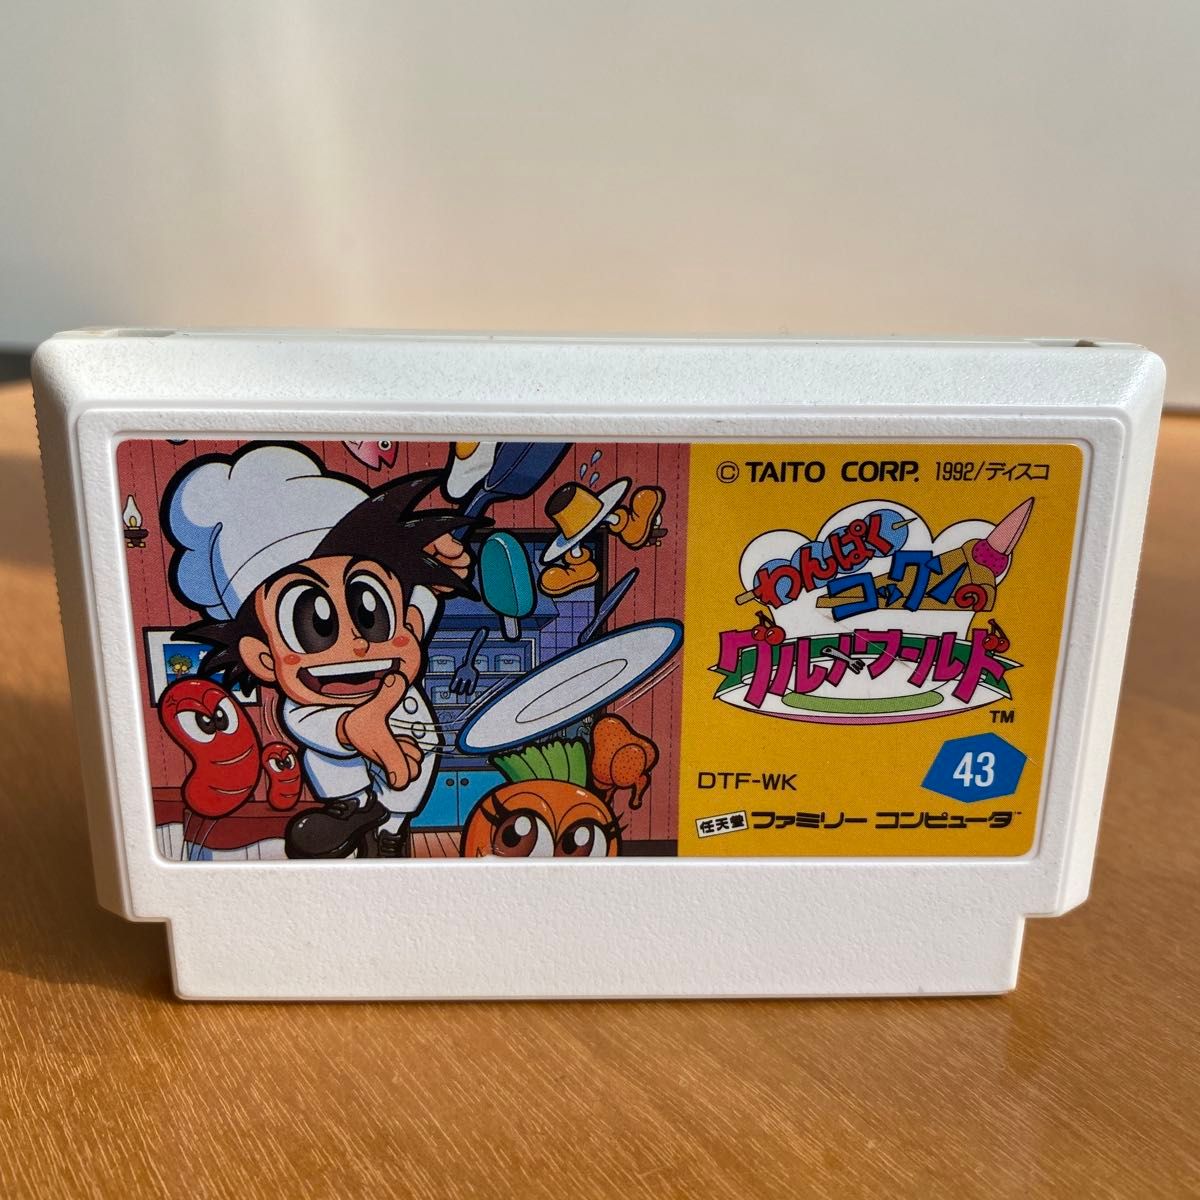 © TAITO CORP. 1992/ディスコ
わんぱく
コックンの
グルメワールド
TM
43
DTF-WK
任天堂 ファミリー コンピュータ™